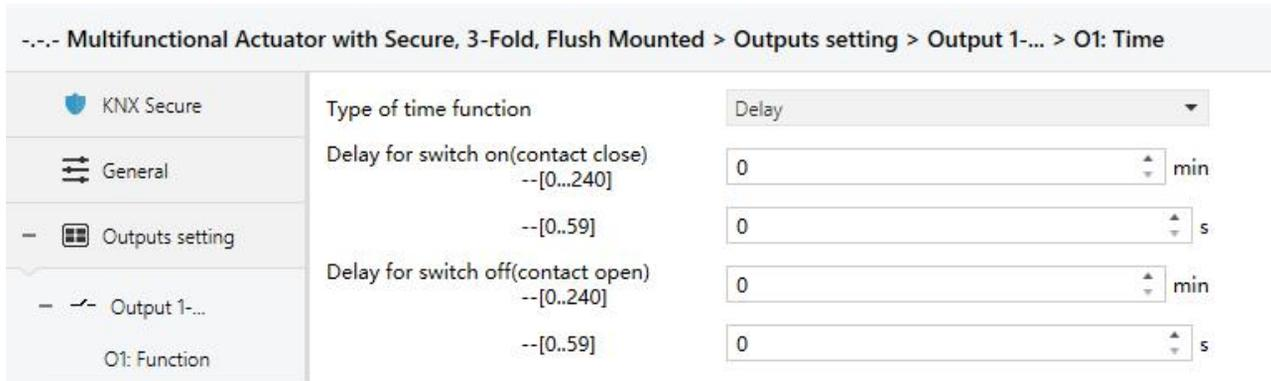 -.-.- Multifunctional Actuator with Secure, 3-Fold, Flush Mounted > Outputs setting > Output 1-... > O1: Time
KNX Secure
General
Outputs setting
Output 1-...
O1: Function
Type of time function
Delay
Delay for switch on(contact close)
--[0...240]
0
min
--[0..59]
0
s
Delay for switch off(contact open)
--[0..240]
0
min
--[0..59]
0
s